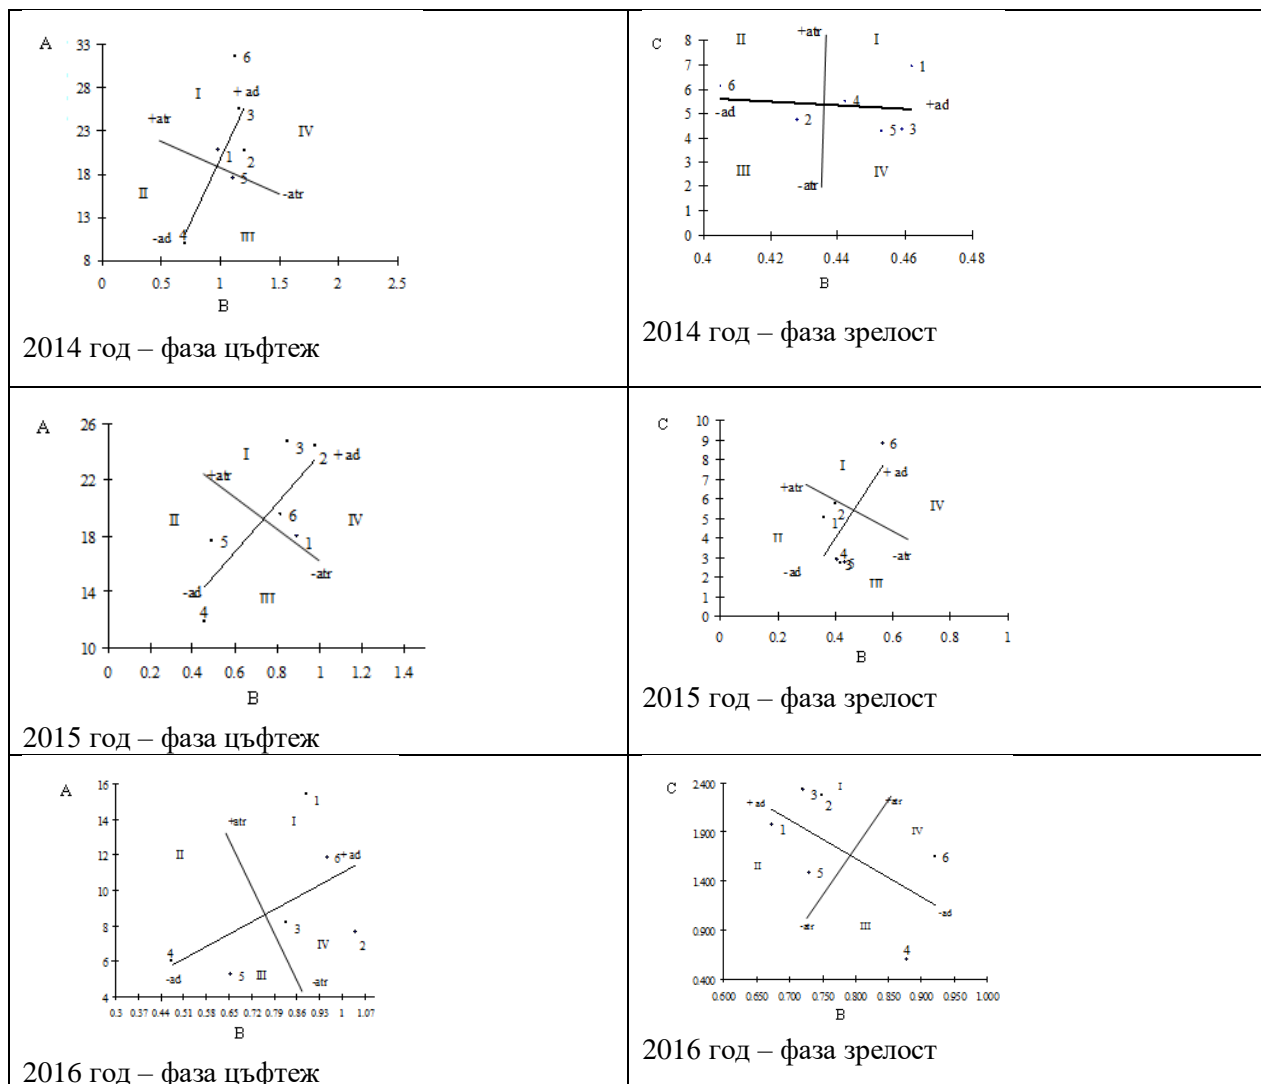 A
33
28
23
18
13
8
0 0.5 1 1.5 2 2.5
B
6
I
+ ad
3
+atr
IV
1
2
5
II
-atr
-ad
4
III
2014 год – фаза цъфтеж
C
8
7
6
5
4
3
2
1
0
0.4 0.42 0.44 0.46 0.48
B
II
+atr
I
1
6
4
+ad
-ad
2
5
3
III
IV
-atr
2014 год – фаза зрелост
A
26
22
18
14
10
0 0.2 0.4 0.6 0.8 1 1.2 1.4
B
I
3
2
+ ad
+atr
II
6
IV
5
1
-atr
-ad
III
4
2015 год – фаза цъфтеж
C
10
9
8
7
6
5
4
3
2
1
0
0 0.2 0.4 0.6 0.8 1
B
6
I
+ ad
+atr
IV
2
1
II
4
3
5
-atr
-ad
III
2015 год – фаза зрелост
A
16
14
12
10
8
6
4
0.3 0.37 0.44 0.51 0.58 0.65 0.72 0.79 0.86 0.93 1 1.07
B
1
+atr
I
II
6
+ ad
3
IV
2
4
-ad
5
III
-atr
2016 год – фаза цъфтеж
C
2.400
1.900
1.400
0.900
0.400
0.600 0.650 0.700 0.750 0.800 0.850 0.900 0.950 1.000
B
I
3
2
+ ad
+atr
1
IV
II
5
6
-ad
-atr
III
4
2016 год – фаза зрелост